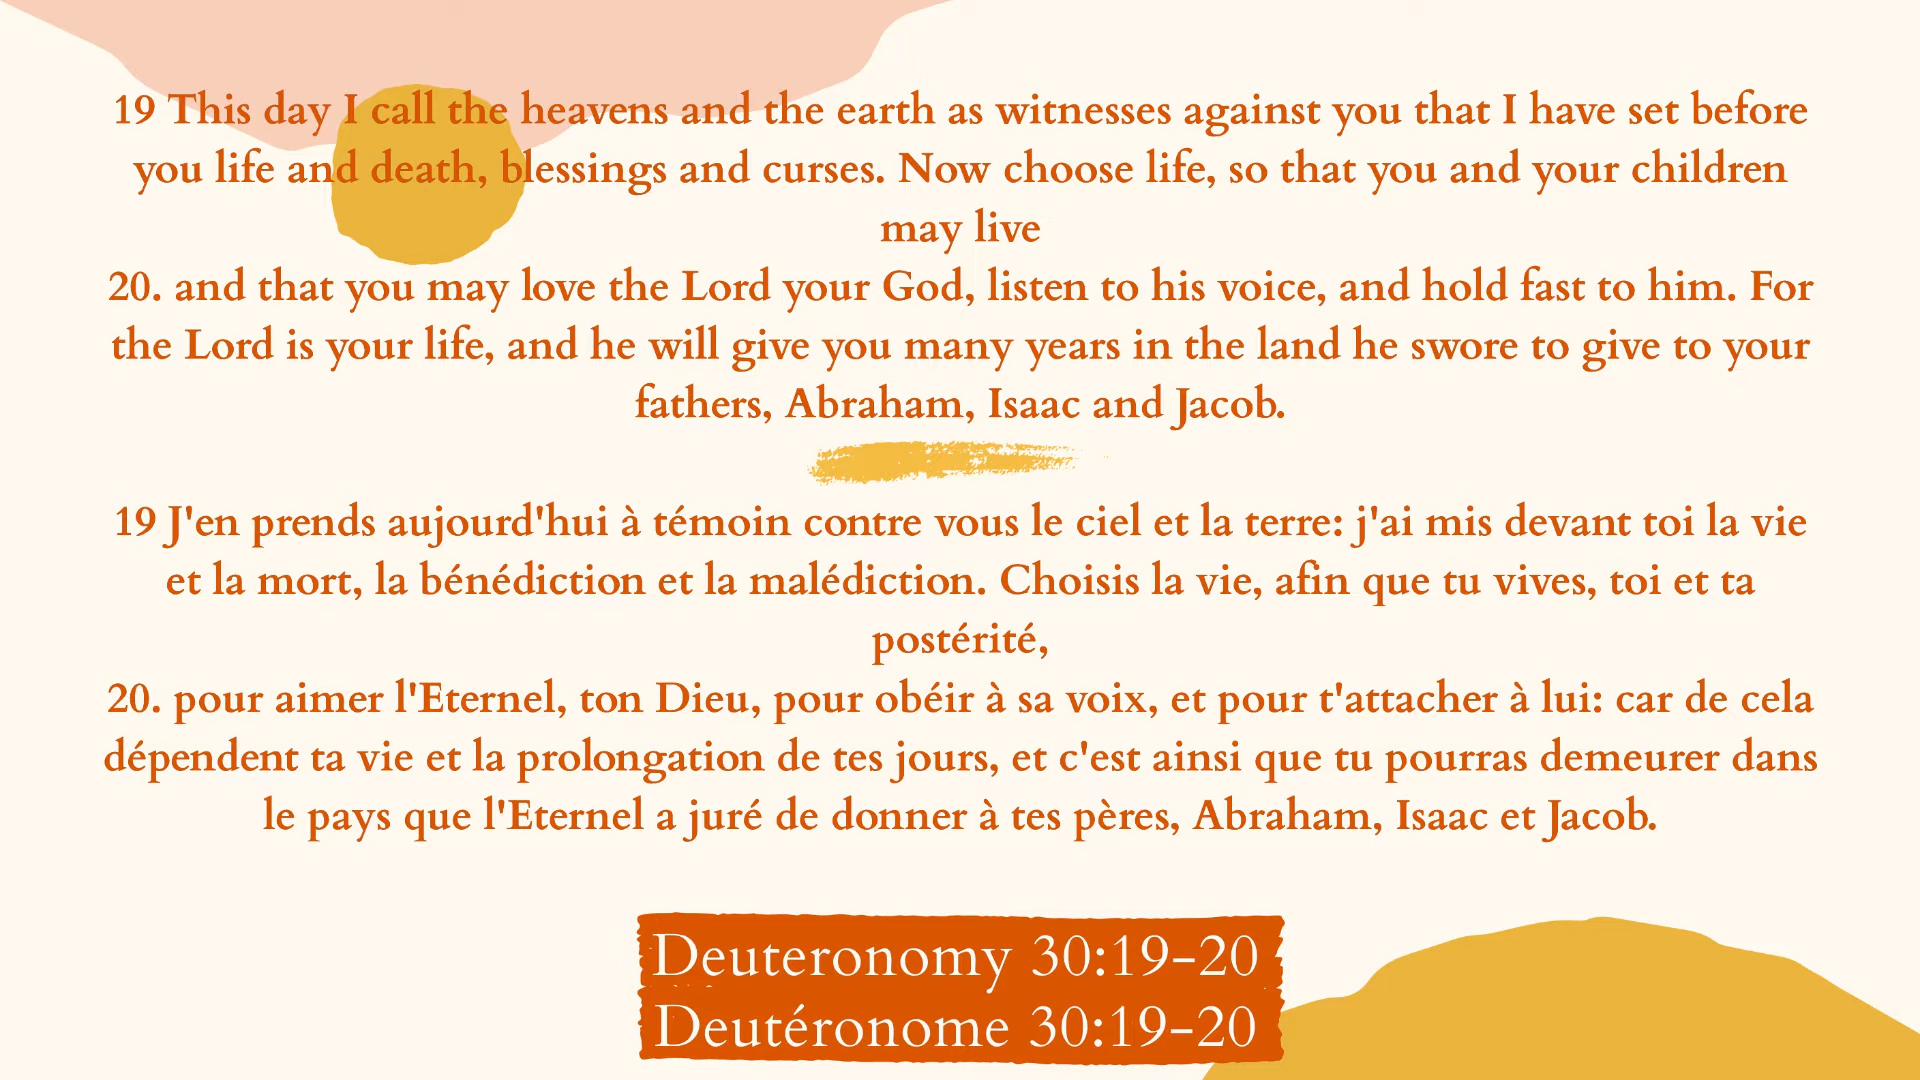 19 This day I call the heavens and the earth as witnesses against you that I have set before
you life and death, blessings and curses. Now choose life, so that you and your children
may live
20. and that you may love the Lord your God, listen to his voice, and hold fast to him. For
the Lord is your life, and he will give you many years in the land he swore to give to your
fathers, Abraham, Isaac and Jacob.
19 J'en prends aujourd'hui à témoin contre vous le ciel et la terre: j'ai mis devant toi la vie
et la mort, la bénédiction et la malédiction. Choisis la vie, afin que tu vives, toi et ta
postérité,
20. pour aimer l'Eternel, ton Dieu, pour obéir à sa voix, et pour t'attacher à lui: car de cela
dépendent ta vie et la prolongation de tes jours, et c'est ainsi que tu pourras demeurer dans
le pays que l'Eternel a juré de donner à tes pères, Abraham, Isaac et Jacob.
Deuteronomy 30:19-20
Deutéronome 30:19-20